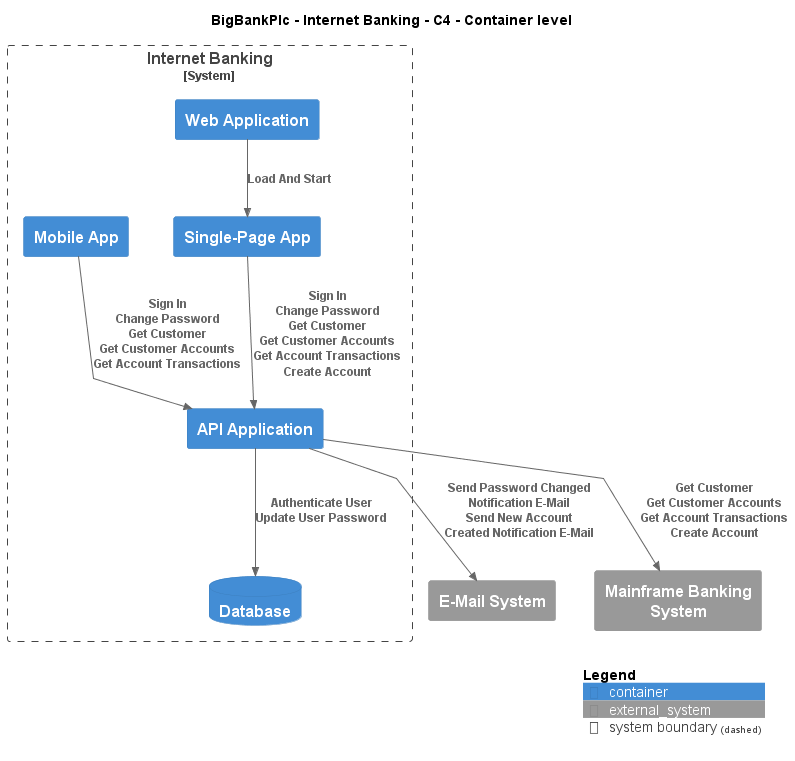 BigBankPlc - Internet Banking - C4 - Container level
Internet Banking
[System]
Web Application
Load And Start
Mobile App
Single-Page App
Sign In
Change Password
Get Customer
Get Customer Accounts
Get Account Transactions
Sign In
Change Password
Get Customer
Get Customer Accounts
Get Account Transactions
Create Account
API Application
Authenticate User
Update User Password
Send Password Changed
Notification E-Mail
Send New Account
Created Notification E-Mail
Get Customer
Get Customer Accounts
Get Account Transactions
Create Account
Database
E-Mail System
Mainframe Banking
System
Legend
container
external_system
system boundary (dashed)